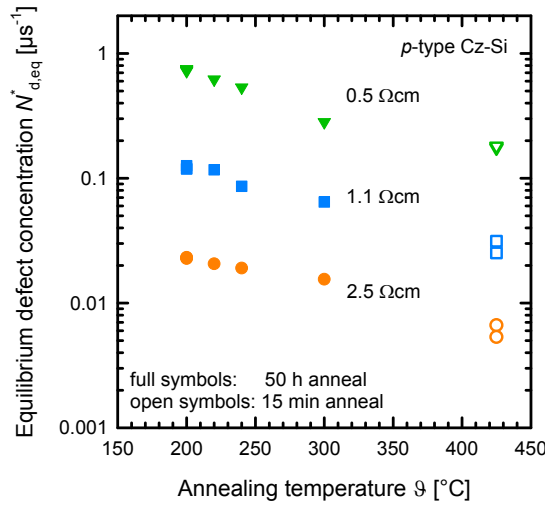 Equilibrium defect concentration N*d,eq [µs-1]
1
0.1
0.01
0.001
p-type Cz-Si
0.5 Ωcm
1.1 Ωcm
2.5 Ωcm
full symbols: 50 h anneal
open symbols: 15 min anneal
150 200 250 300 350 400 450
Annealing temperature ϑ [°C]